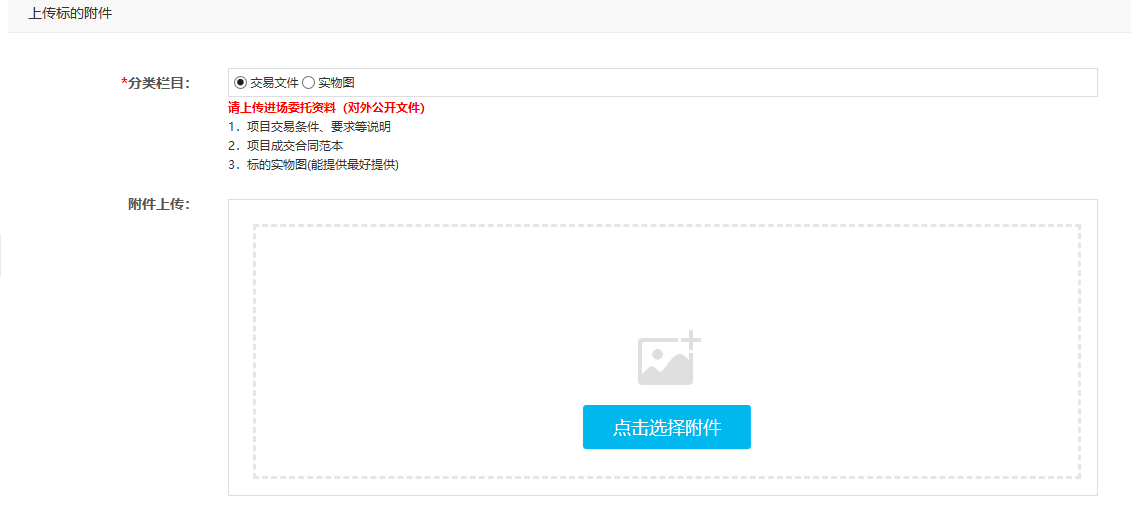 上传标的附件
*分类栏目：
交易文件 实物图
请上传进场委托资料（对外公开文件）
1．项目交易条件、要求等说明
2．项目成交合同范本
3．标的实物图(能提供最好提供)
附件上传：
点击选择附件